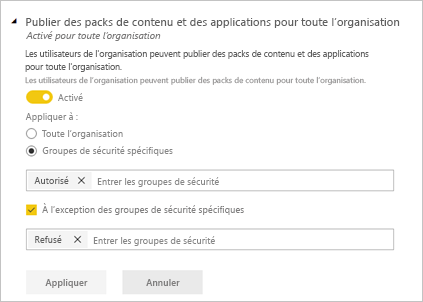 Publier des packs de contenu et des applications pour toute l'organisation
Activé pour toute l'organisation
Les utilisateurs de l'organisation peuvent publier des packs de contenu et des applications
pour toute l'organisation.
Les utilisateurs de l'organisation peuvent publier des packs de contenu pour toute l'organisation.
Activé
Appliquer à :
Toute l'organisation
Groupes de sécurité spécifiques
Autorisé × Entrer les groupes de sécurité
À l'exception des groupes de sécurité spécifiques
Refusé × Entrer les groupes de sécurité
Appliquer Annuler